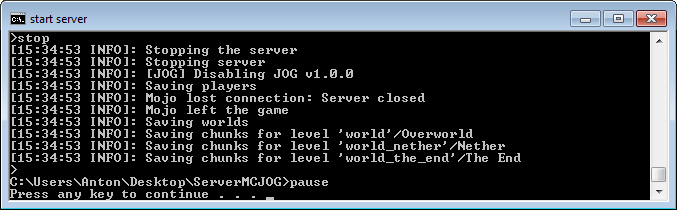 start server
>stop
[15:34:53 INFO]: Stopping the server
[15:34:53 INFO]: Stopping server
[15:34:53 INFO]: [JOG] Disabling JOG v1.0.0
[15:34:53 INFO]: Saving players
[15:34:53 INFO]: Mojo lost connection: Server closed
[15:34:53 INFO]: Mojo left the game
[15:34:53 INFO]: Saving worlds
[15:34:53 INFO]: Saving chunks for level 'world'/Overworld
[15:34:53 INFO]: Saving chunks for level 'world_nether'/Nether
[15:34:53 INFO]: Saving chunks for level 'world_the_end'/The End
>
C:\Users\Anton\Desktop\ServerMCJOG>pause
Press any key to continue . . . _